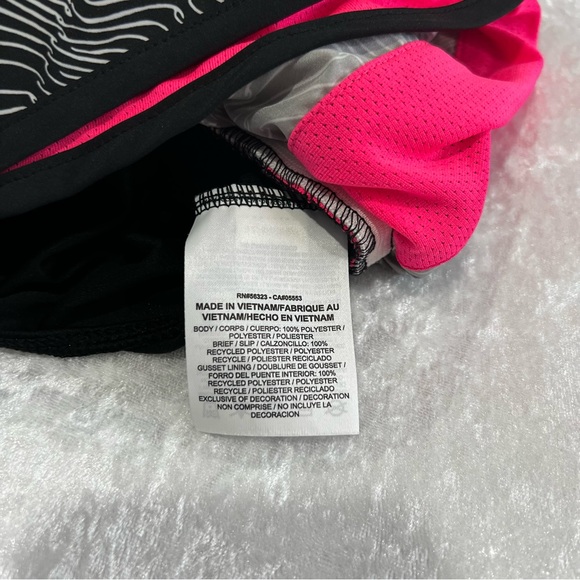 RN#56323 - CA#05553
MADE IN VIETNAM/FABRIQUE AU
VIETNAM/HECHO EN VIETNAM
BODY / CORPS / CUERPO: 100% POLYESTER /
POLYESTER / POLIESTER
BRIEF / SLIP / CALZONCILLO: 100%
RECYCLED POLYESTER / POLYESTER
RECYCLE / POLIESTER RECICLADO
GUSSET LINING / DOUBLURE DE GOUSSET /
FORRO DEL PUENTE INTERIOR: 100%
RECYCLED POLYESTER / POLYESTER
RECYCLE / POLIESTER RECICLADO
EXCLUSIVE OF DECORATION / DECORATION
NON COMPRISE / NO INCLUYE LA
DECORACION